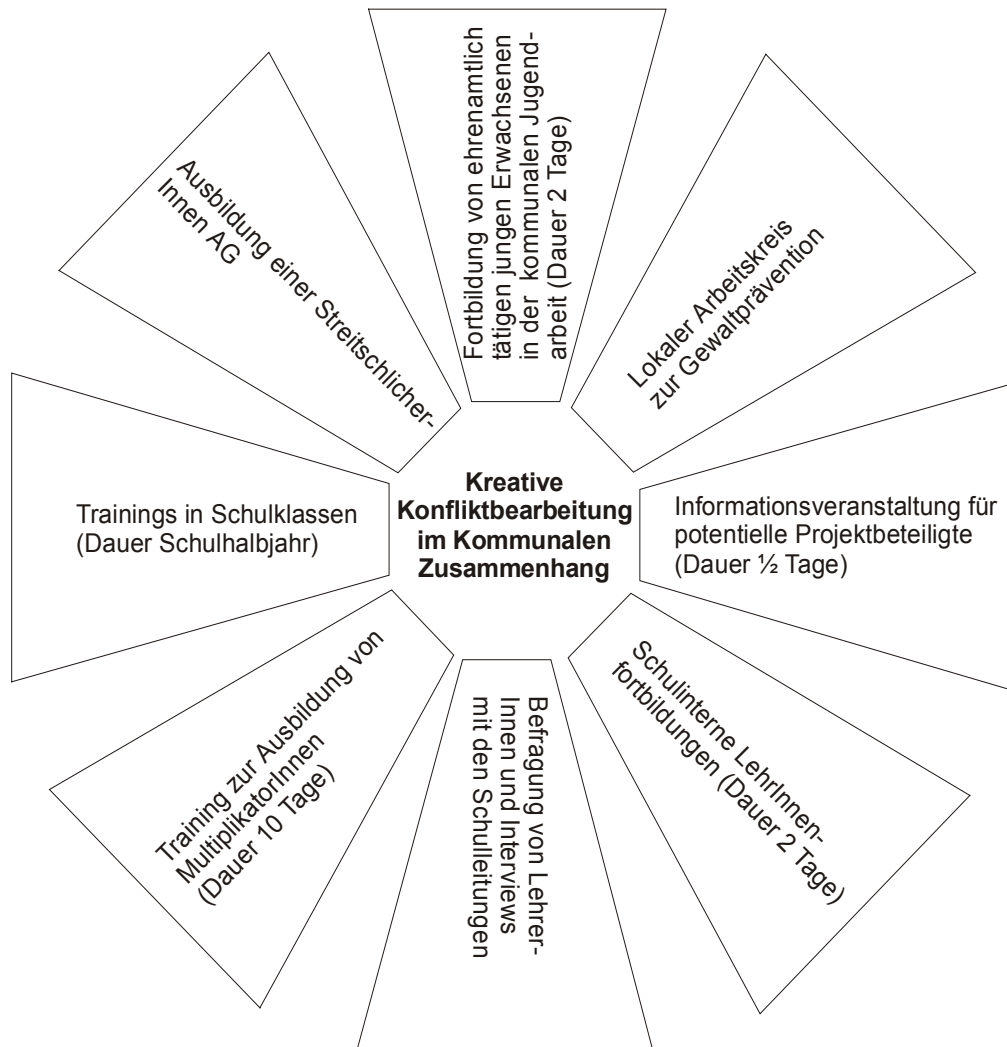 Fortbildung von ehrenamtlich
tätigen jungen Erwachsenen
in der kommunalen Jugend-
arbeit (Dauer 2 Tage)
Lokaler Arbeitskreis
zur Gewaltprävention
Informationsveranstaltung für
potentielle Projektbeteiligte
(Dauer ½ Tage)
Schulinterne LehrInnen-
fortbildungen (Dauer 2 Tage)
Befragung von Lehrer-
Innen und Interviews
mit den Schulleitungen
Training zur Ausbildung von
MultiplikatorInnen
(Dauer 10 Tage)
Trainings in Schulklassen
(Dauer Schulhalbjahr)
Ausbildung einer Streitschlicher-
Innen AG
Kreative
Konfliktbearbeitung
im Kommunalen
Zusammenhang